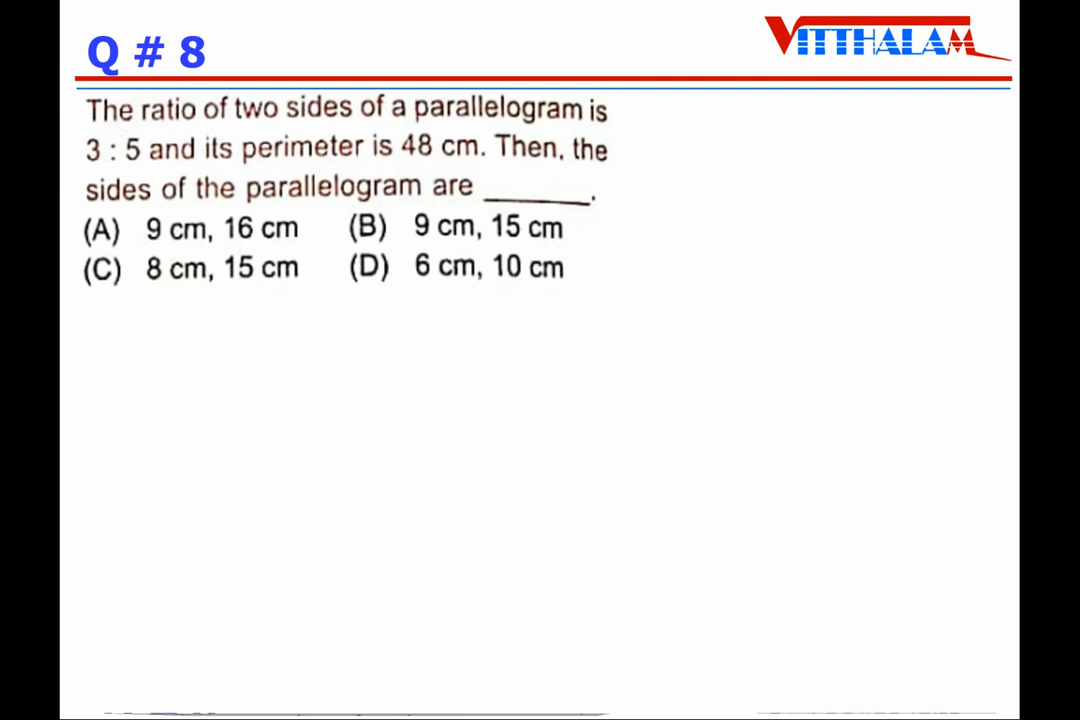 Q # 8
VITTHALAM
The ratio of two sides of a parallelogram is
3 : 5 and its perimeter is 48 cm. Then, the
sides of the parallelogram are ________.
(A) 9 cm, 16 cm (B) 9 cm, 15 cm
(C) 8 cm, 15 cm (D) 6 cm, 10 cm